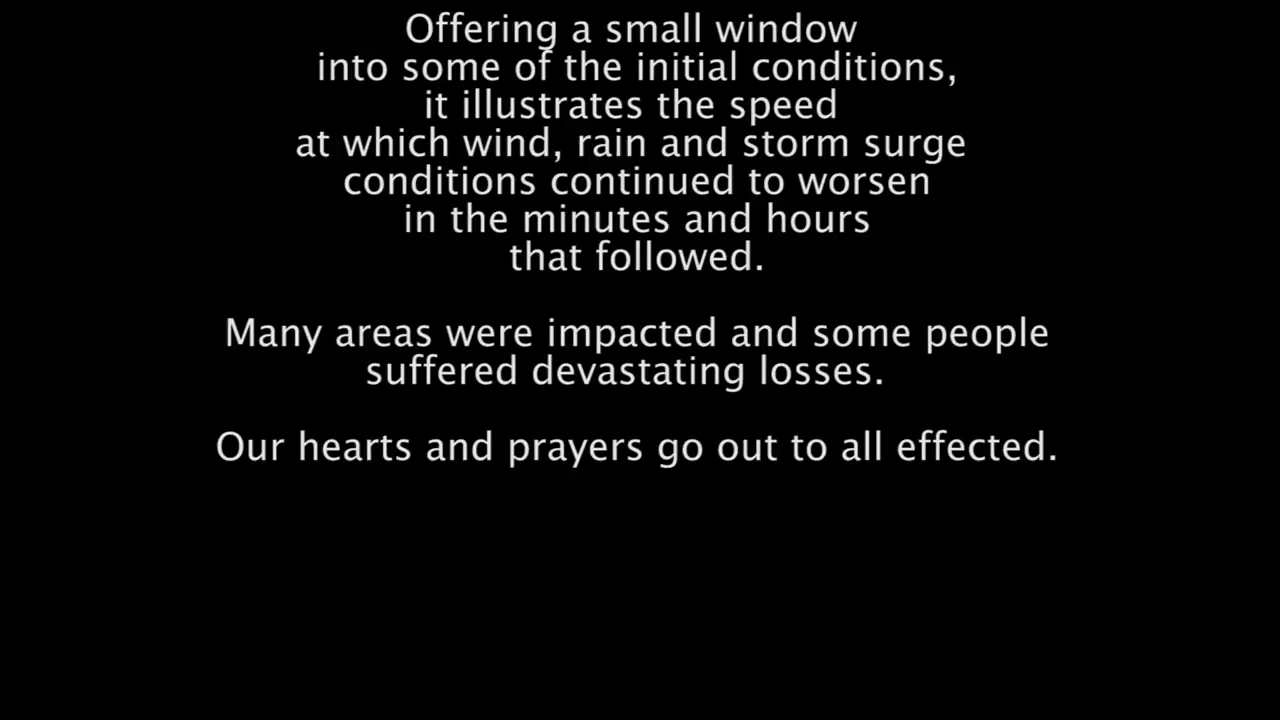 Offering a small window
into some of the initial conditions,
it illustrates the speed
at which wind, rain and storm surge
conditions continued to worsen
in the minutes and hours
that followed.
Many areas were impacted and some people
suffered devastating losses.
Our hearts and prayers go out to all effected.